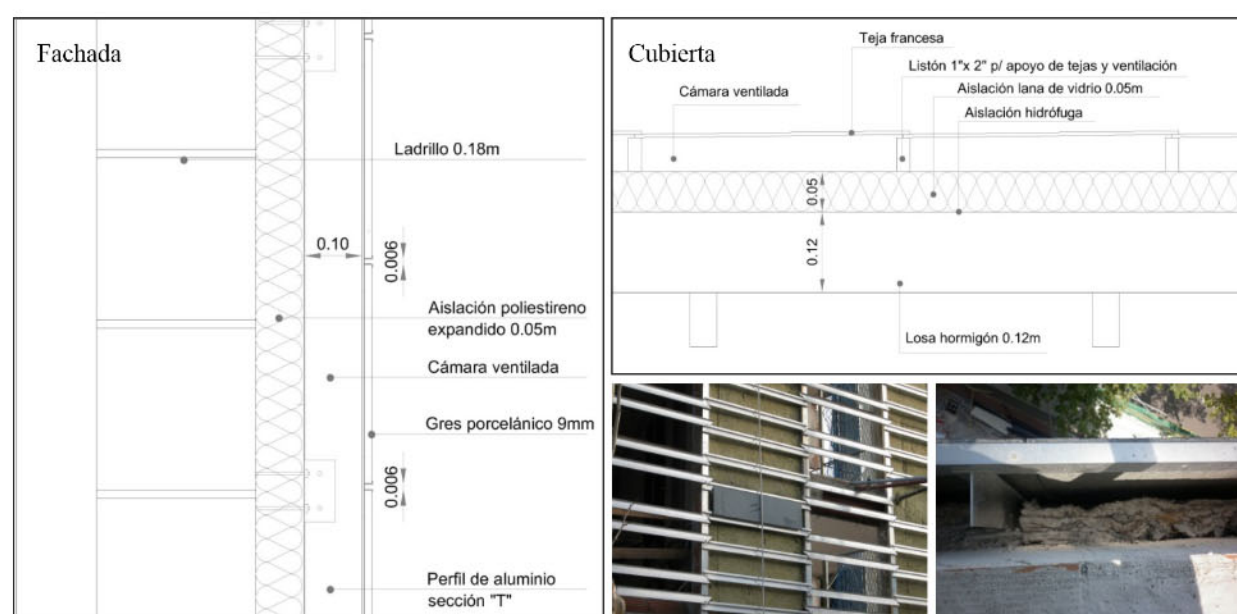 Fachada
Ladrillo 0.18m
0.10
0.006
Aislación poliestireno
expandido 0.05m
Cámara ventilada
Gres porcelánico 9mm
0.006
Perfil de aluminio
sección "T"
Cubierta
Teja francesa
Listón 1"x 2" p/ apoyo de tejas y ventilación
Cámara ventilada
Aislación lana de vidrio 0.05m
Aislación hidrófuga
0.05
0.12
Losa hormigón 0.12m